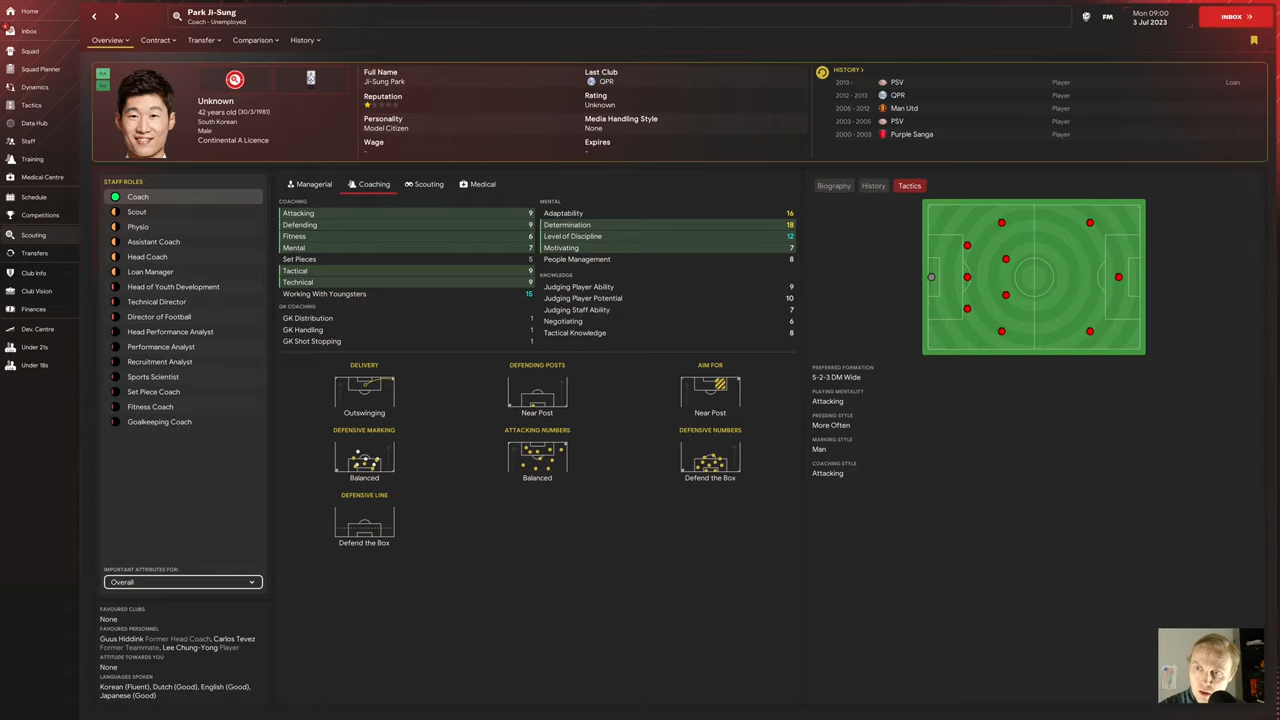 Home
Inbox
Squad
Squad Planner
Dynamics
Tactics
Data Hub
Staff
Training
Medical Centre
Schedule
Competitions
Scouting
Transfers
Club Info
Club Vision
Finances
Dev. Centre
Under 21s
Under 18s
Park Ji-Sung
Coach - Unemployed
FM
Mon 09:00
3 Jul 2023
INBOX
Overview
Contract
Transfer
Comparison
History
Unknown
42 years old (30/3/1981)
South Korean
Male
Continental A Licence
Full Name
Ji-Sung Park
Reputation
Personality
Model Citizen
Wage
-
Last Club
QPR
Rating
Unknown
Media Handling Style
None
Expires
-
HISTORY
2013 - PSV Player Loan
2012 - 2013 QPR Player
2005 - 2012 Man Utd Player
2003 - 2005 PSV Player
2000 - 2003 Purple Sanga Player
STAFF ROLES
Coach
Scout
Physio
Assistant Coach
Head Coach
Loan Manager
Head of Youth Development
Technical Director
Director of Football
Head Performance Analyst
Performance Analyst
Recruitment Analyst
Sports Scientist
Set Piece Coach
Fitness Coach
Goalkeeping Coach
IMPORTANT ATTRIBUTES FOR:
Overall
FAVOURED CLUBS
None
FAVOURED PERSONNEL
Guus Hiddink Former Head Coach, Carlos Tevez
Former Teammate, Lee Chung-Yong Player
ATTITUDE TOWARDS YOU
None
LANGUAGES SPOKEN
Korean (Fluent), Dutch (Good), English (Good),
Japanese (Good)
Managerial
Coaching
Scouting
Medical
COACHING
Attacking 9
Defending 9
Fitness 6
Mental 7
Set Pieces 5
Tactical 9
Technical 9
Working With Youngsters 15
GK COACHING
GK Distribution 1
GK Handling 1
GK Shot Stopping 1
MENTAL
Adaptability 16
Determination 18
Level of Discipline 12
Motivating 7
People Management 8
KNOWLEDGE
Judging Player Ability 9
Judging Player Potential 10
Judging Staff Ability 7
Negotiating 6
Tactical Knowledge 8
DELIVERY
Outswinging
DEFENDING POSTS
Near Post
AIM FOR
Near Post
DEFENSIVE MARKING
Balanced
ATTACKING NUMBERS
Balanced
DEFENSIVE NUMBERS
Defend the Box
DEFENSIVE LINE
Defend the Box
Biography
History
Tactics
PREFERRED FORMATION
5-2-3 DM Wide
PLAYING MENTALITY
Attacking
PRESSING STYLE
More Often
MARKING STYLE
Man
COACHING STYLE
Attacking